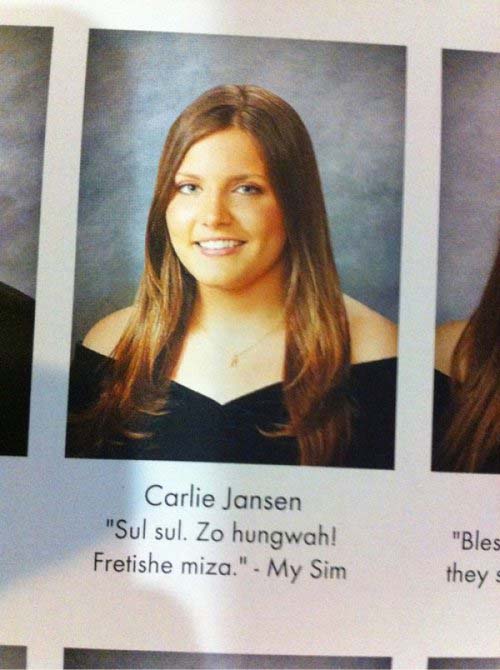 Carlie Jansen
"Sul sul. Zo hungwah!
Fretishe miza." - My Sim
"Bles
they s